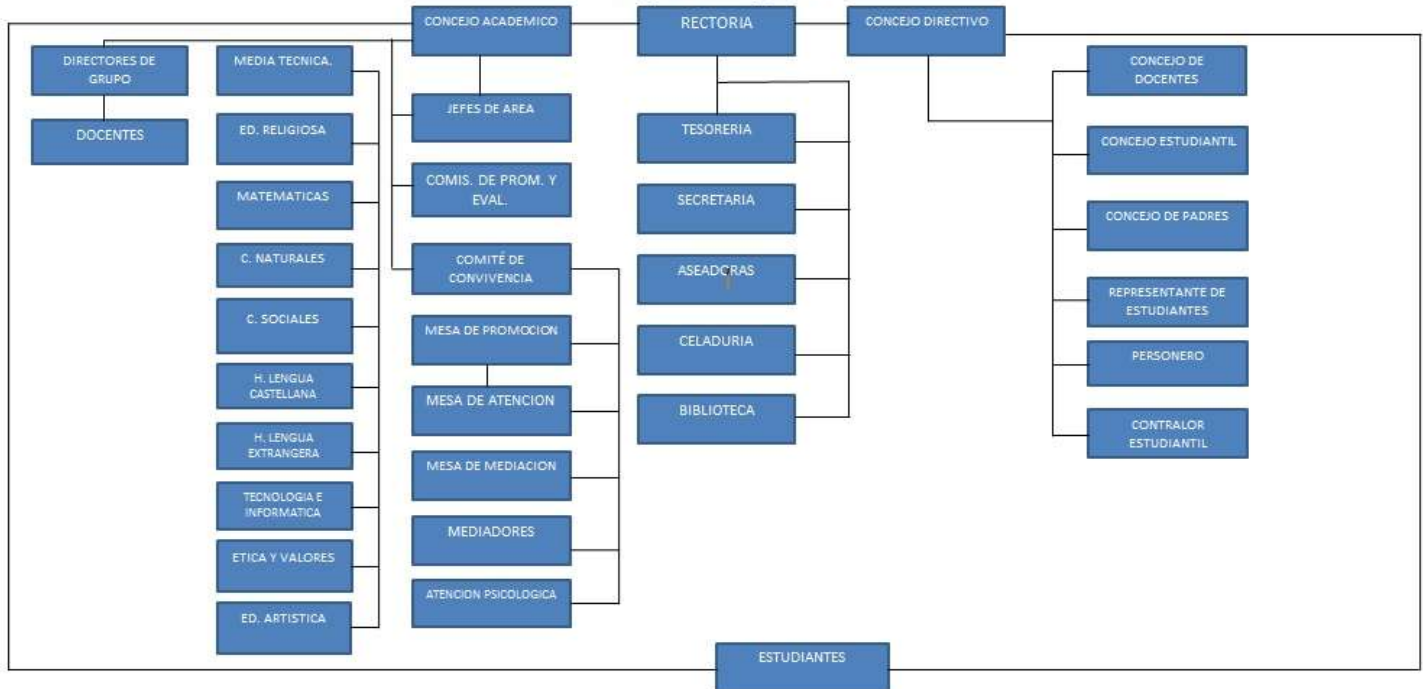 CONCEJO ACADEMICO
RECTORIA
CONCEJO DIRECTIVO
DIRECTORES DE
GRUPO
DOCENTES
MEDIA TECNICA.
ED. RELIGIOSA
MATEMATICAS
C. NATURALES
C. SOCIALES
H. LENGUA
CASTELLANA
H. LENGUA
EXTRANGERA
TECNOLOGIA E
INFORMATICA
ETICA Y VALORES
ED. ARTISTICA
JEFES DE AREA
COMIS. DE PROM. Y
EVAL.
COMITÉ DE
CONVIVENCIA
MESA DE PROMOCION
MESA DE ATENCION
MESA DE MEDIACION
MEDIADORES
ATENCION PSICOLOGICA
TESORERIA
SECRETARIA
ASEADORAS
CELADURIA
BIBLIOTECA
CONCEJO DE
DOCENTES
CONCEJO ESTUDIANTIL
CONCEJO DE PADRES
REPRESENTANTE DE
ESTUDIANTES
PERSONERO
CONTRALOR
ESTUDIANTIL
ESTUDIANTES